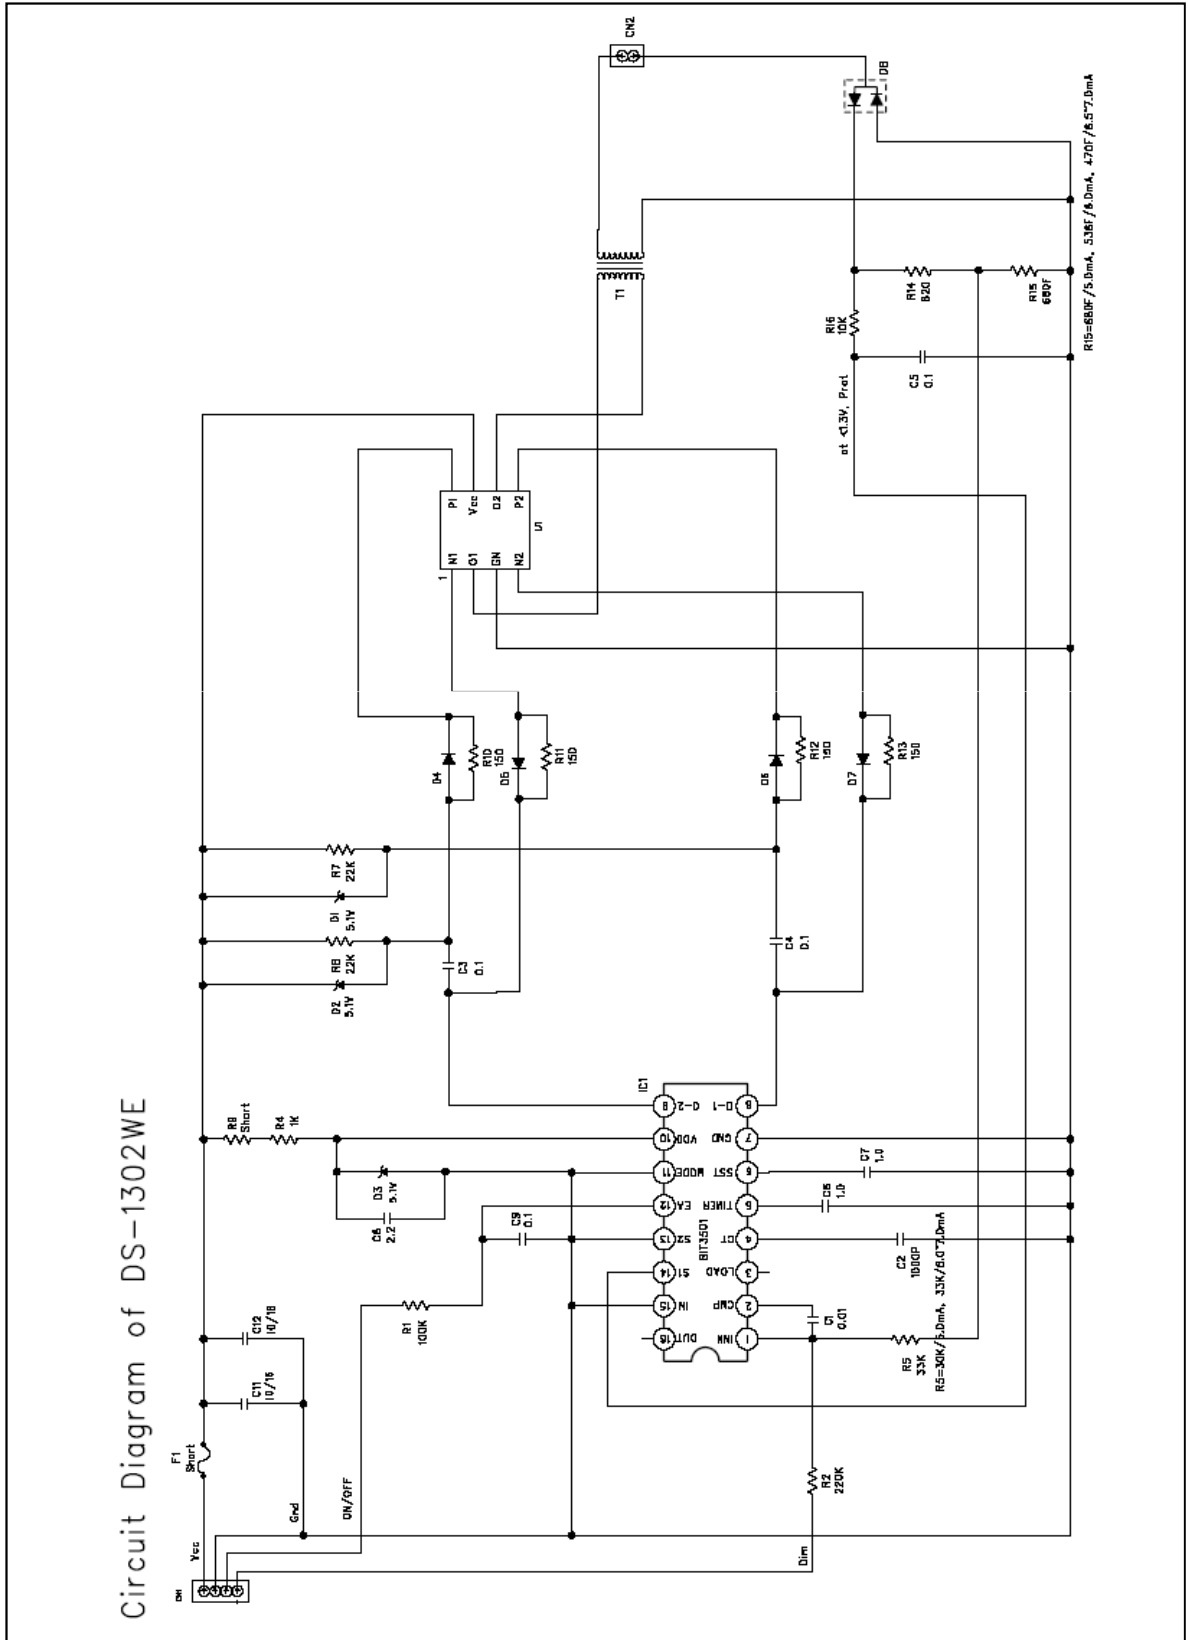 Circuit Diagram of DS-1302WE
CN2
D8
R15=680F/5.0mA, 536F/6.0mA, 470F/6.5~7.0mA
T1
R14
820
R15
680F
R16
10K
C5
0.1
at <1.3V, Prot
P1
Vcc
D2
P2
N1
G1
GN
N2
U1
1
D4
R10
150
D5
R11
150
R12
150
D7
R13
150
R7
22K
D1
5.1V
R8
22K
D2
5.1V
C3
0.1
C4
0.1
IC1
BIT3501
R9
Short
R4
1K
D3
5.1V
2.2
C9
0.1
9 O-2
10 VDD
11 MODE
12 EA
13 S2
14 S1
15 IN
16 OUT
O-1 8
GND 7
SST 6
TIMER 5
CT 4
LOAD 3
CMP 2
INN 1
C7
1.0
1.0
C2
1000P
0.01
R5
33K
R5=30K/5.0mA, 33K/6.0~7.0mA
R1
100K
C12
10/16
C11
10/16
F1
Short
Vcc
Gnd
ON/OFF
Dim
R2
220K